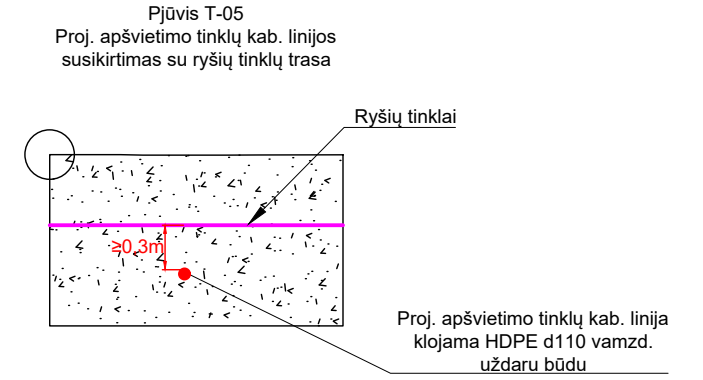 Pjūvis T-05
Proj. apšvietimo tinklų kab. linijos
susikirtimas su ryšių tinklų trasa
Ryšių tinklai
≥0.3m
Proj. apšvietimo tinklų kab. linija
klojama HDPE d110 vamzd.
uždaru būdu